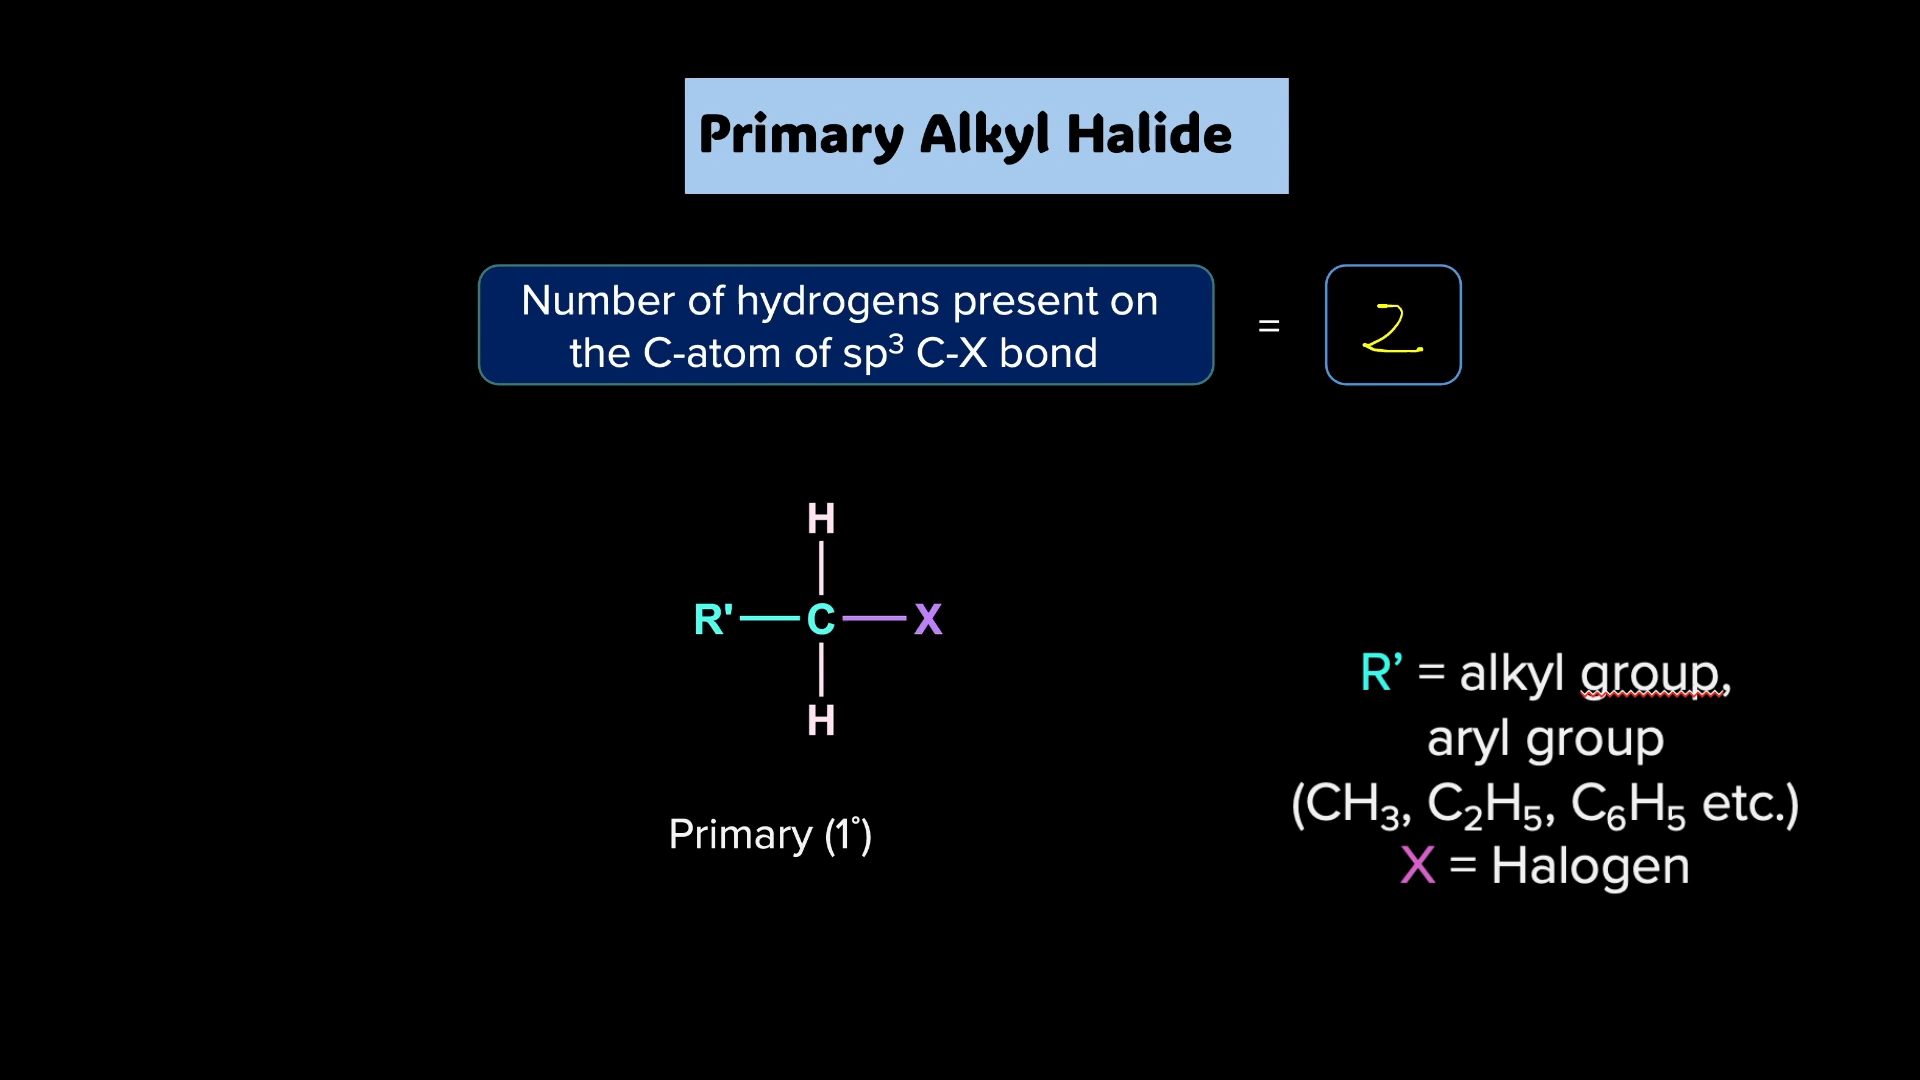 Primary Alkyl Halide
Number of hydrogens present on
the C-atom of sp³ C-X bond
=
2
H
R'—C—X
H
R’ = alkyl group,
aryl group
(CH₃, C₂H₅, C₆H₅ etc.)
X = Halogen
Primary (1°)